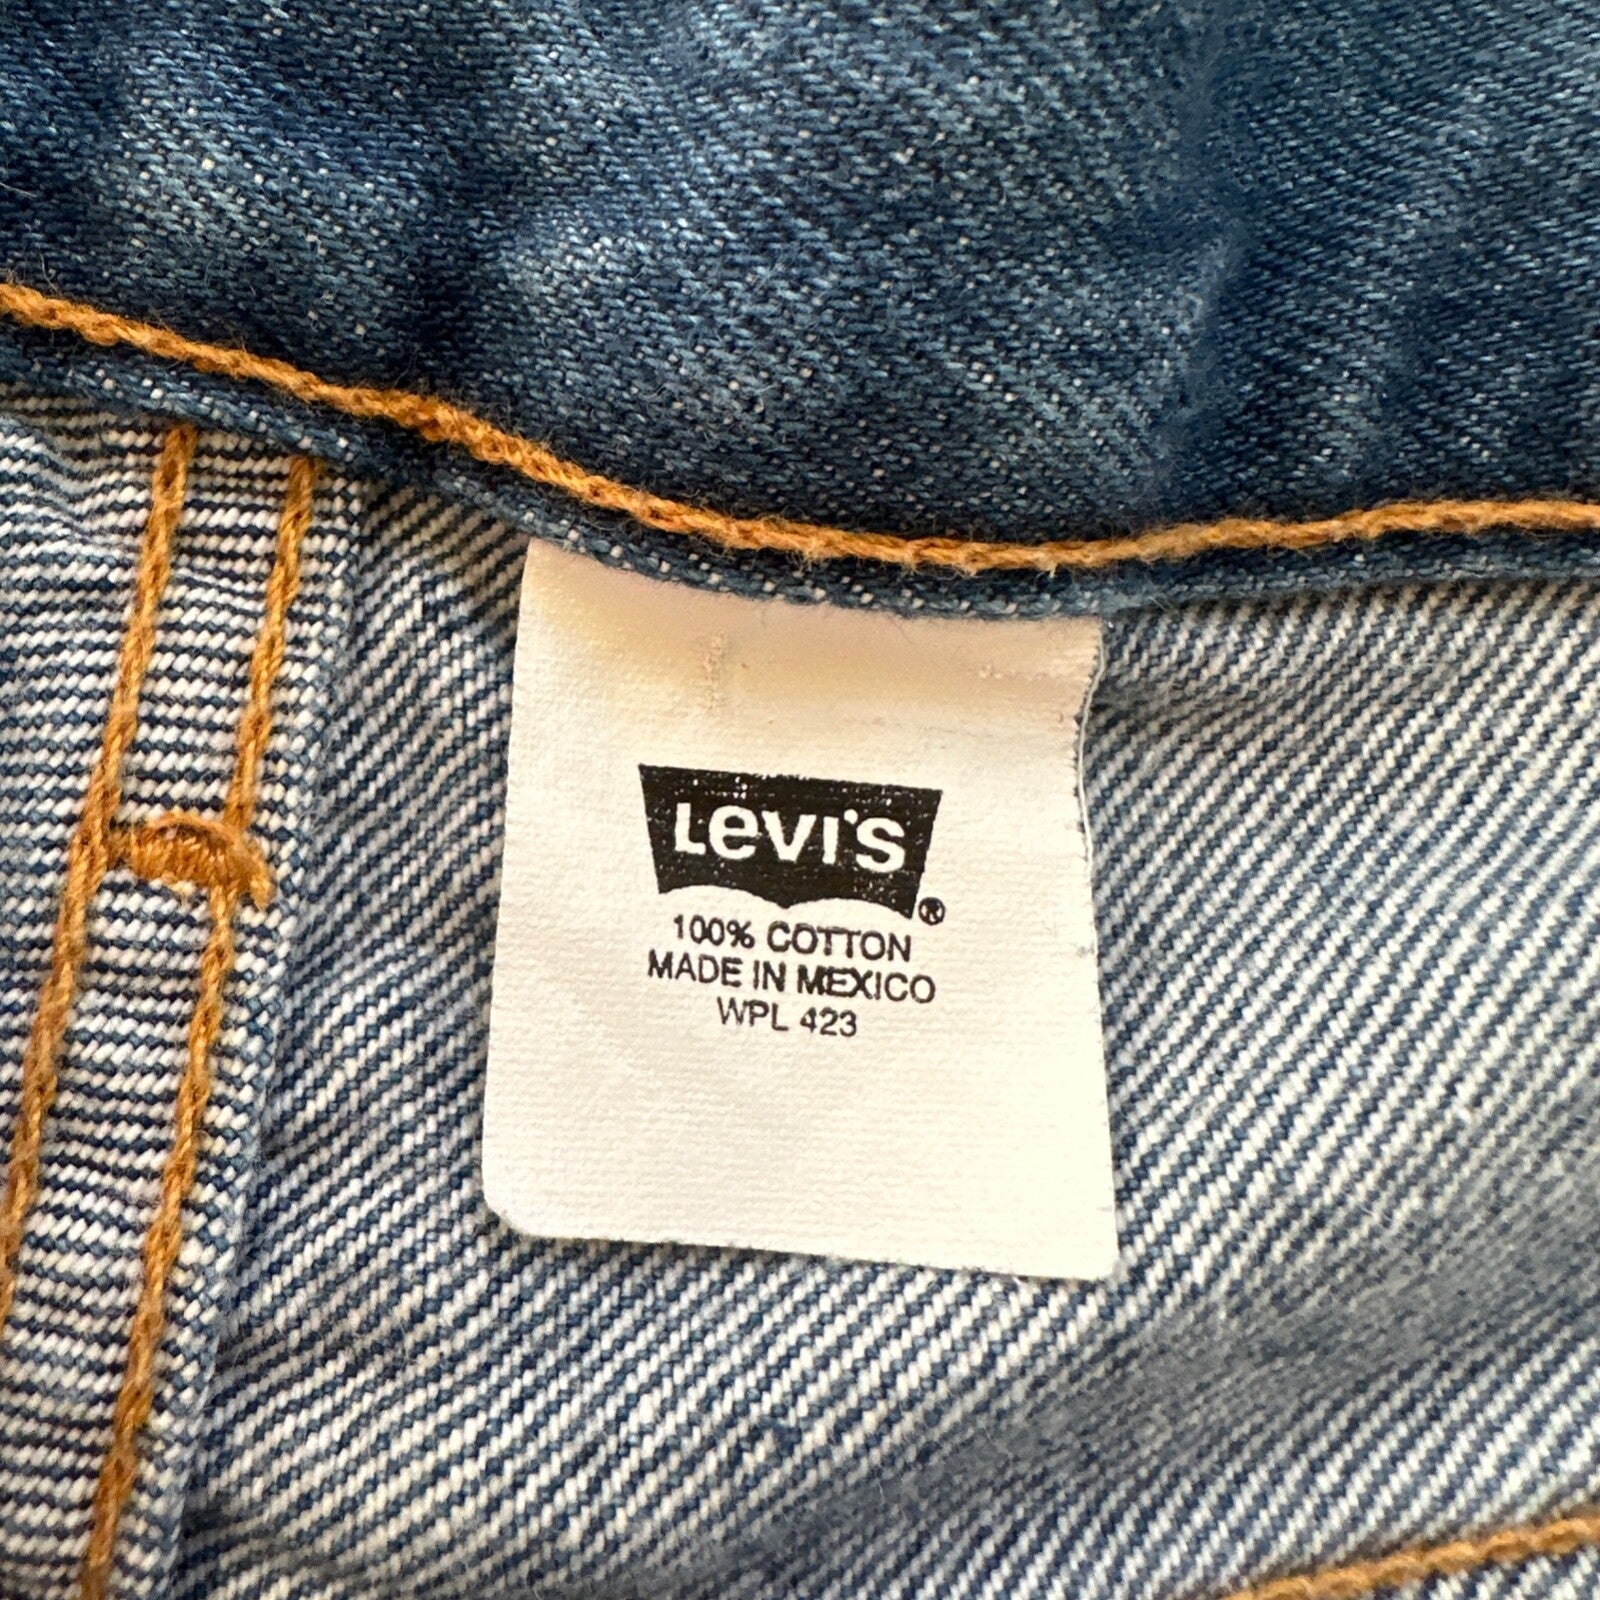 Levi's®
100% COTTON
MADE IN MEXICO
WPL 423